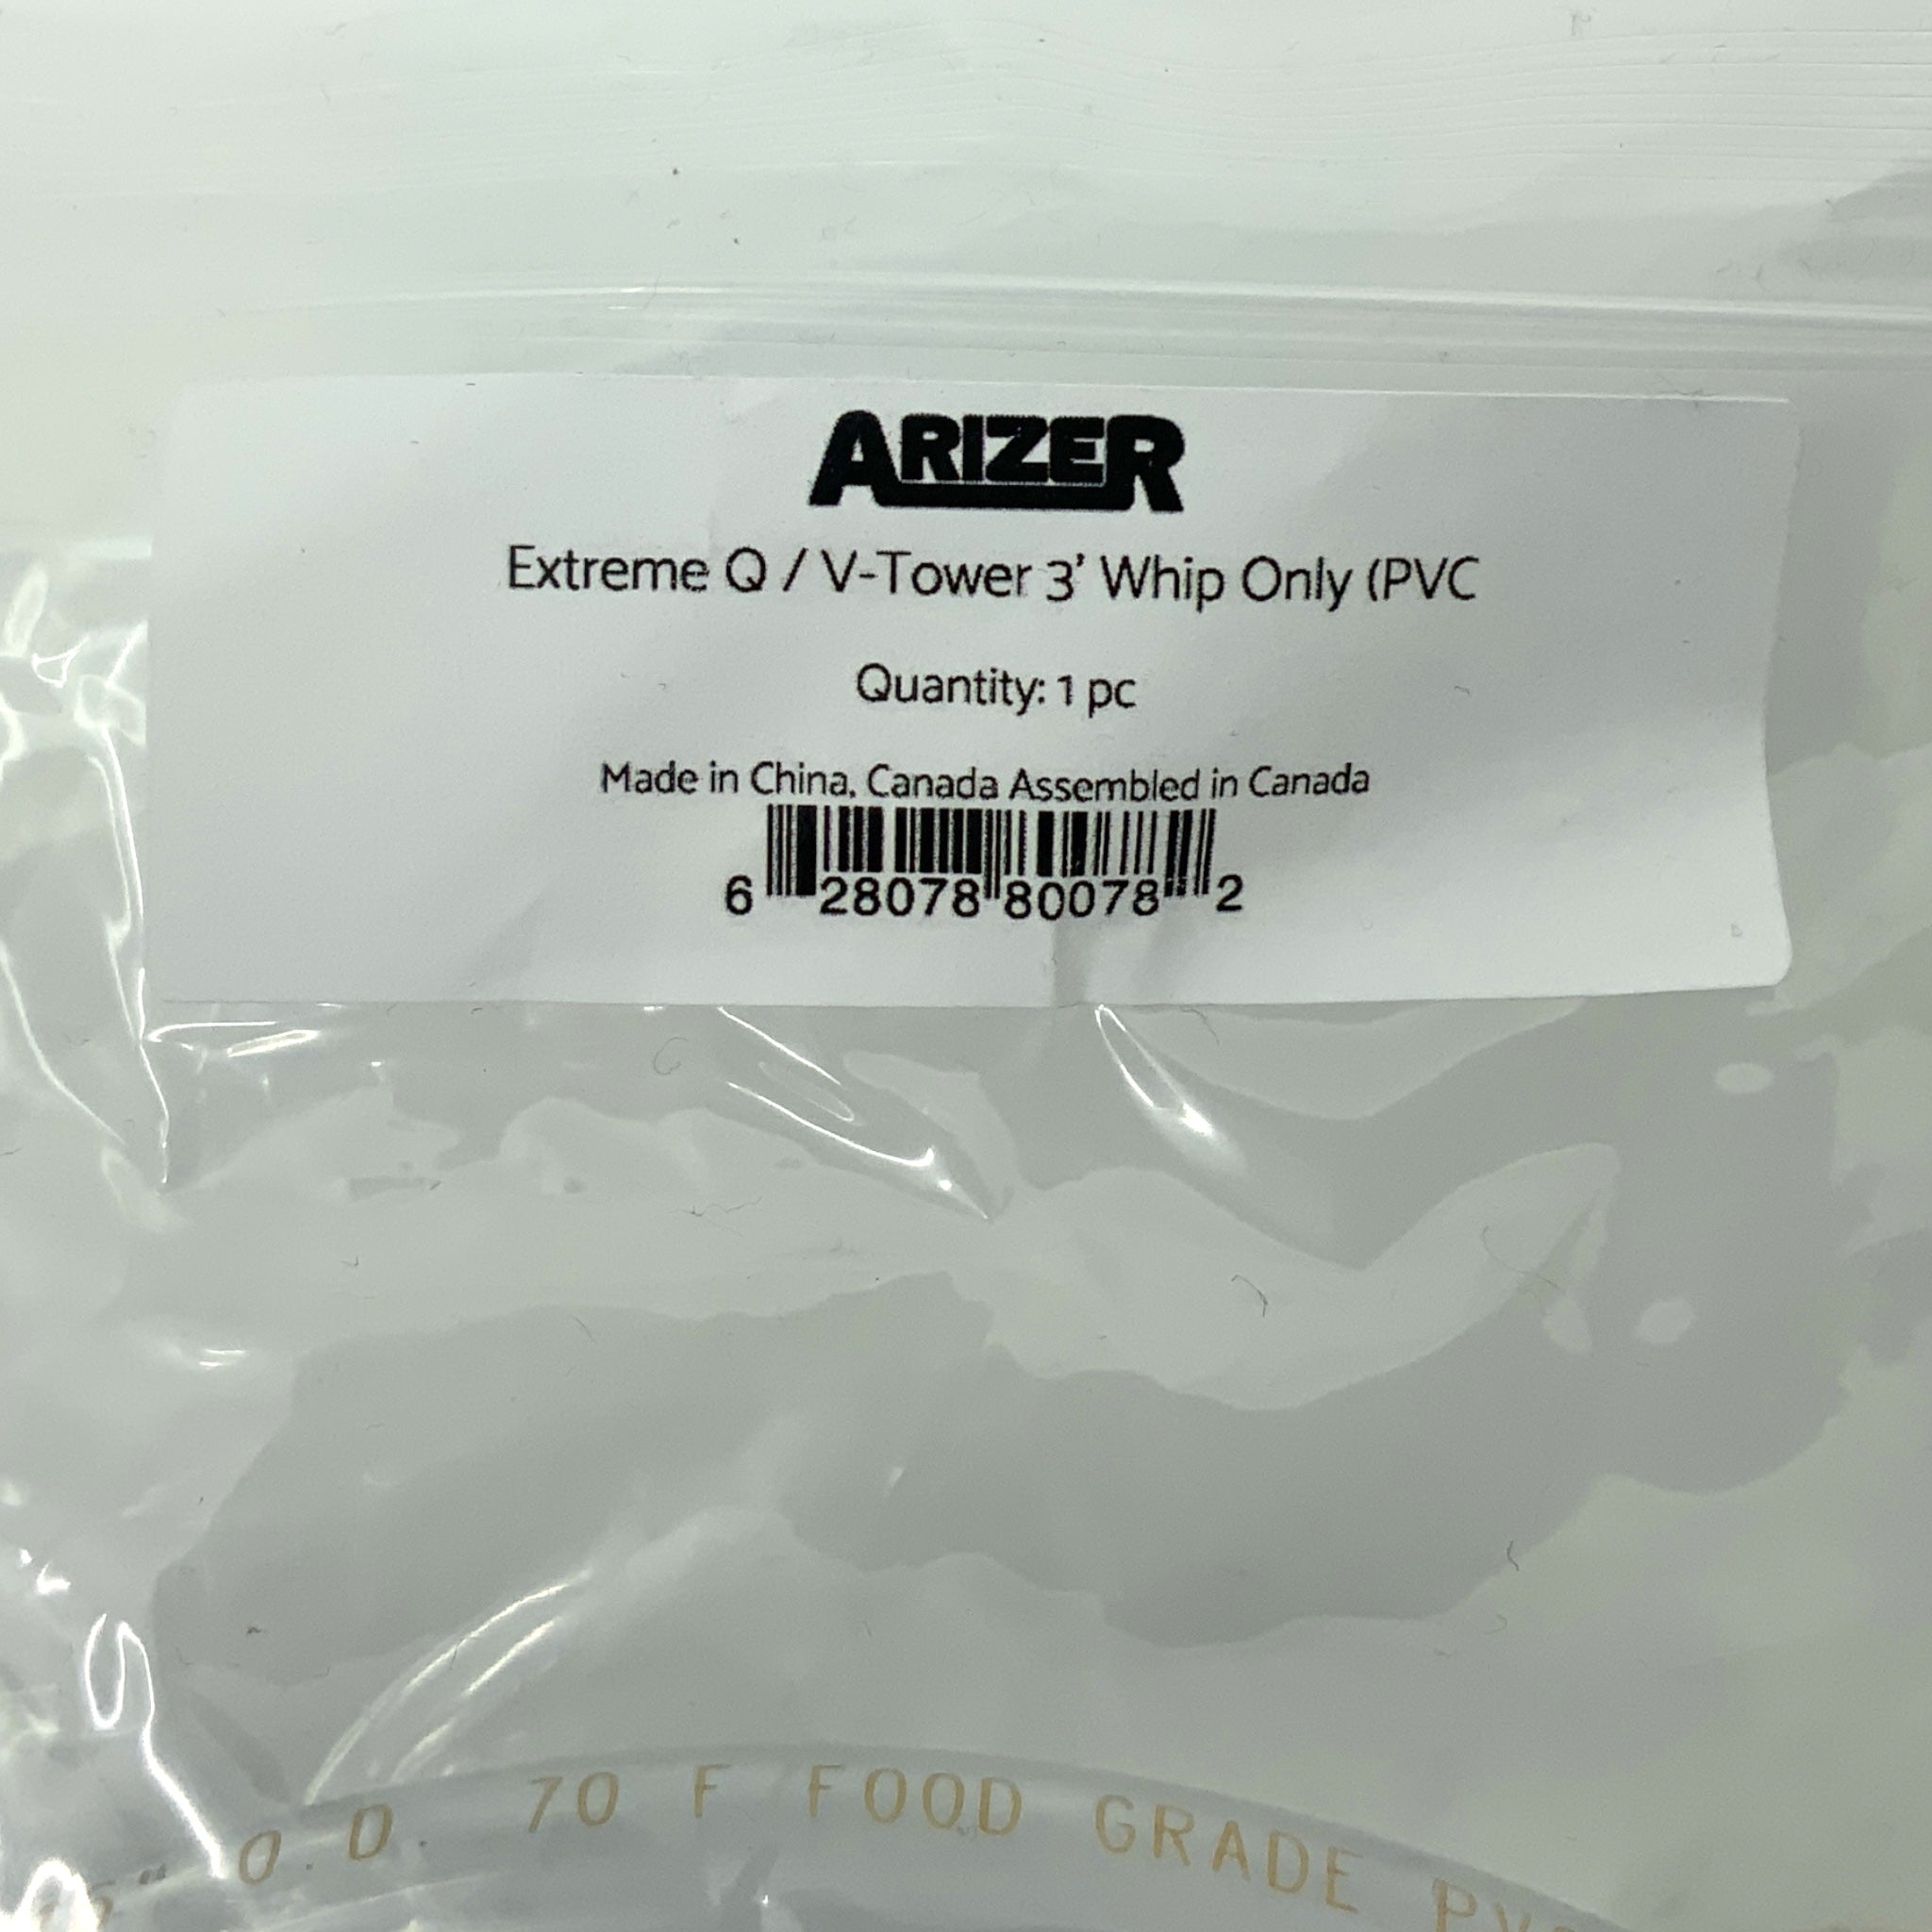 ARIZER
Extreme Q / V-Tower 3' Whip Only (PVC
Quantity: 1 pc
Made in China, Canada Assembled in Canada
6 28078 80078 2
O.D. 70 F FOOD GRADE